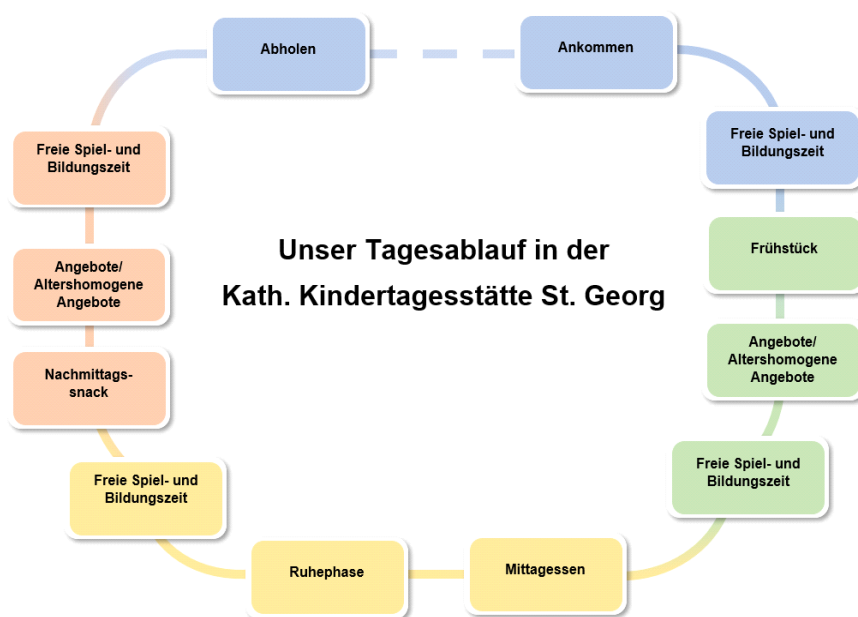 Abholen
Ankommen
Freie Spiel- und
Bildungszeit
Frühstück
Angebote/
Altershomogene
Angebote
Freie Spiel- und
Bildungszeit
Mittagessen
Ruhephase
Freie Spiel- und
Bildungszeit
Nachmittags-
snack
Angebote/
Altershomogene
Angebote
Freie Spiel- und
Bildungszeit
Unser Tagesablauf in der
Kath. Kindertagesstätte St. Georg